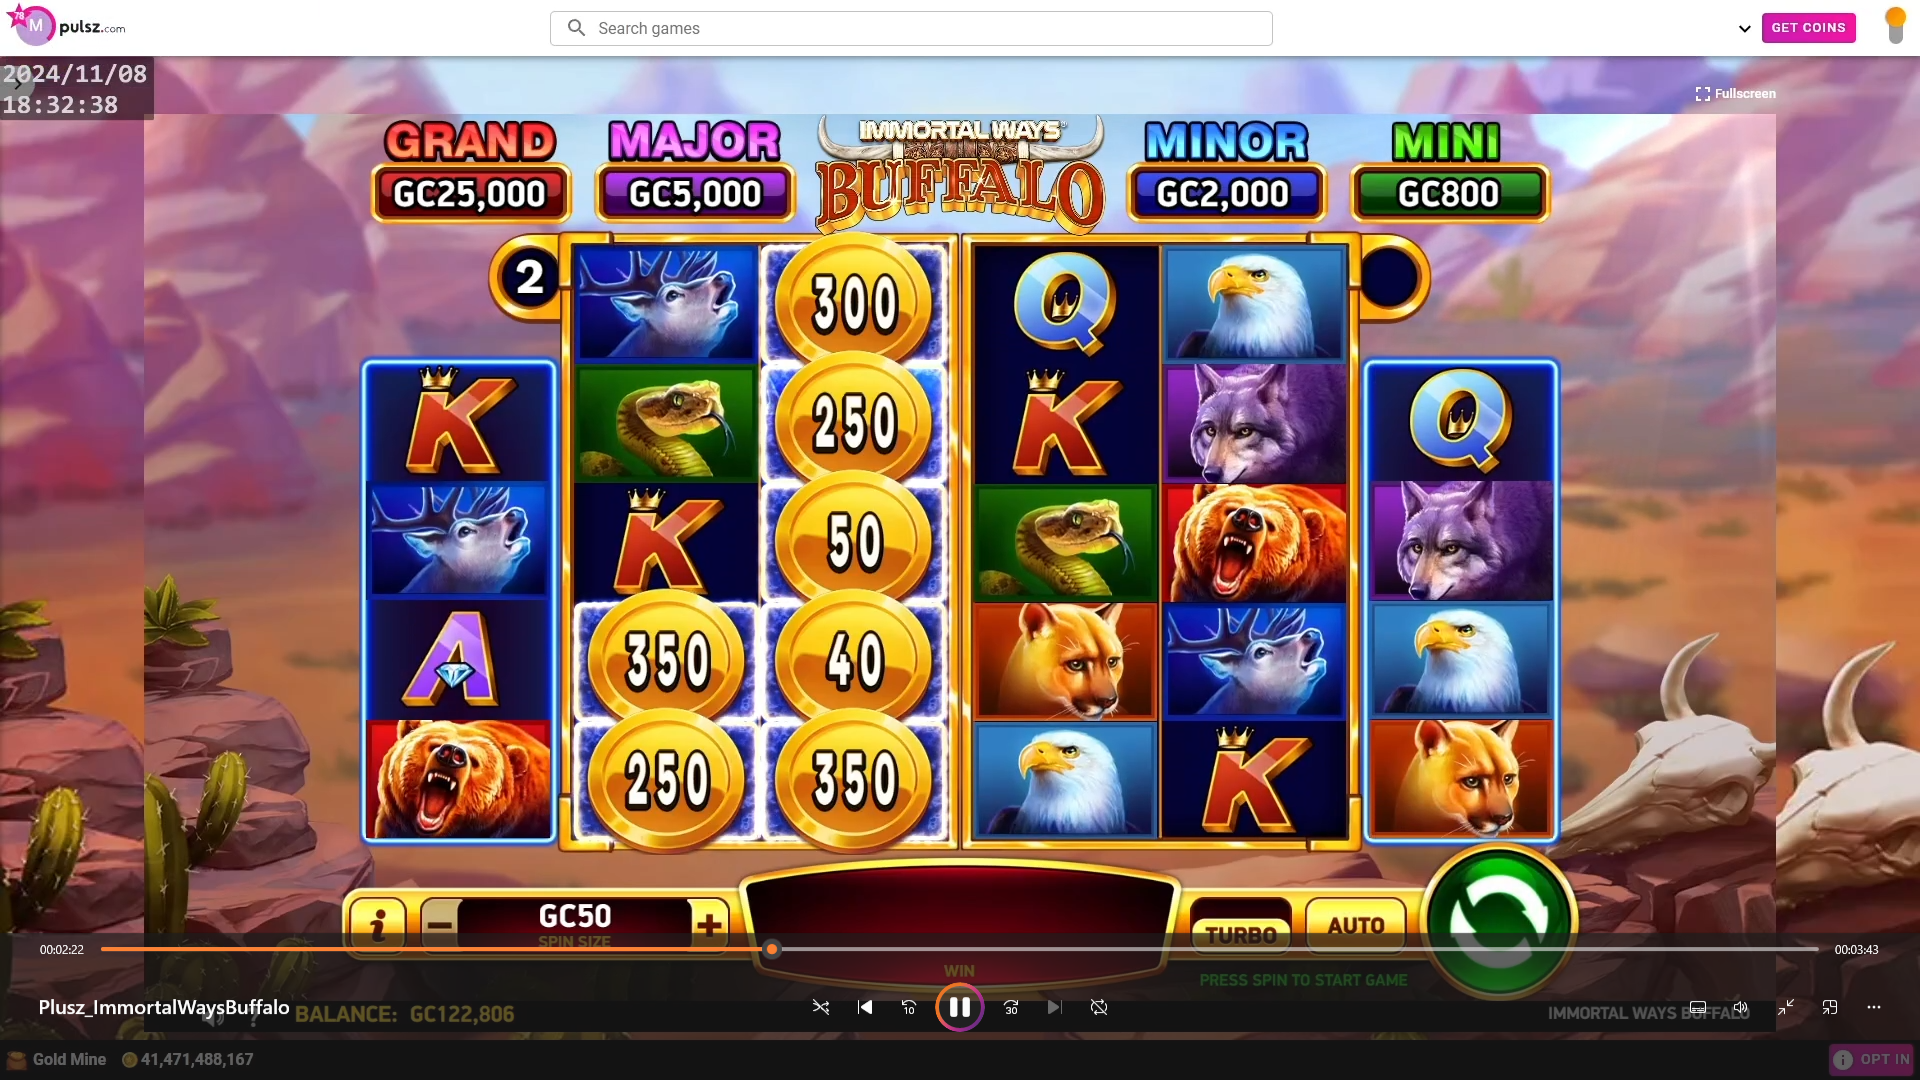 78
M pulsz.com
Search games
GET COINS
2024/11/08
18:32:38
Fullscreen
GRAND
GC25,000
MAJOR
GC5,000
IMMORTAL WAYS
BUFFALO
MINOR
GC2,000
MINI
GC800
2
300
Q
K
250
K
Q
K
50
A
350
40
250
350
K
GC50
SPIN SIZE
TURBO
AUTO
00:02:22
00:03:43
WIN
PRESS SPIN TO START GAME
Plusz_ImmortalWaysBuffalo
BALANCE: GC122,806
10
30
IMMORTAL WAYS BUFFALO
Gold Mine
41,471,488,167
OPT IN